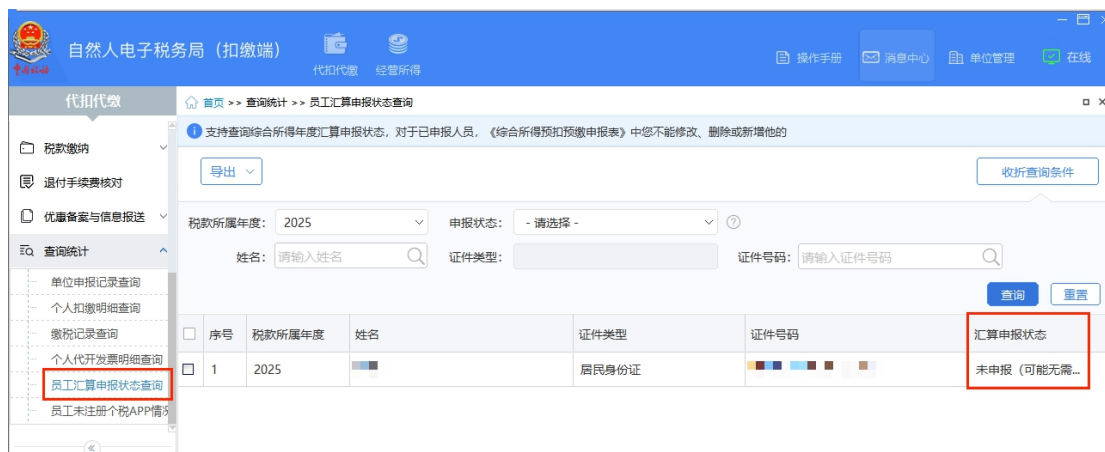 自然人电子税务局（扣缴端）
代扣代缴
经营所得
操作手册
消息中心
单位管理
在线
代扣代缴
首页 >> 查询统计 >> 员工汇算申报状态查询
支持查询综合所得年度汇算申报状态，对于已申报人员，《综合所得预扣预缴申报表》中您不能修改、删除或新增他的
税款缴纳
退付手续费核对
优惠备案与信息报送
查询统计
单位申报记录查询
个人扣缴明细查询
缴税记录查询
个人代开发票明细查询
员工汇算申报状态查询
员工未注册个税APP情况
导出
收折查询条件
税款所属年度： 2025
申报状态： - 请选择 -
姓名： 请输入姓名
证件类型：
证件号码： 请输入证件号码
查询
重置
序号 税款所属年度 姓名 证件类型 证件号码 汇算申报状态
1 2025 居民身份证 未申报（可能无需...